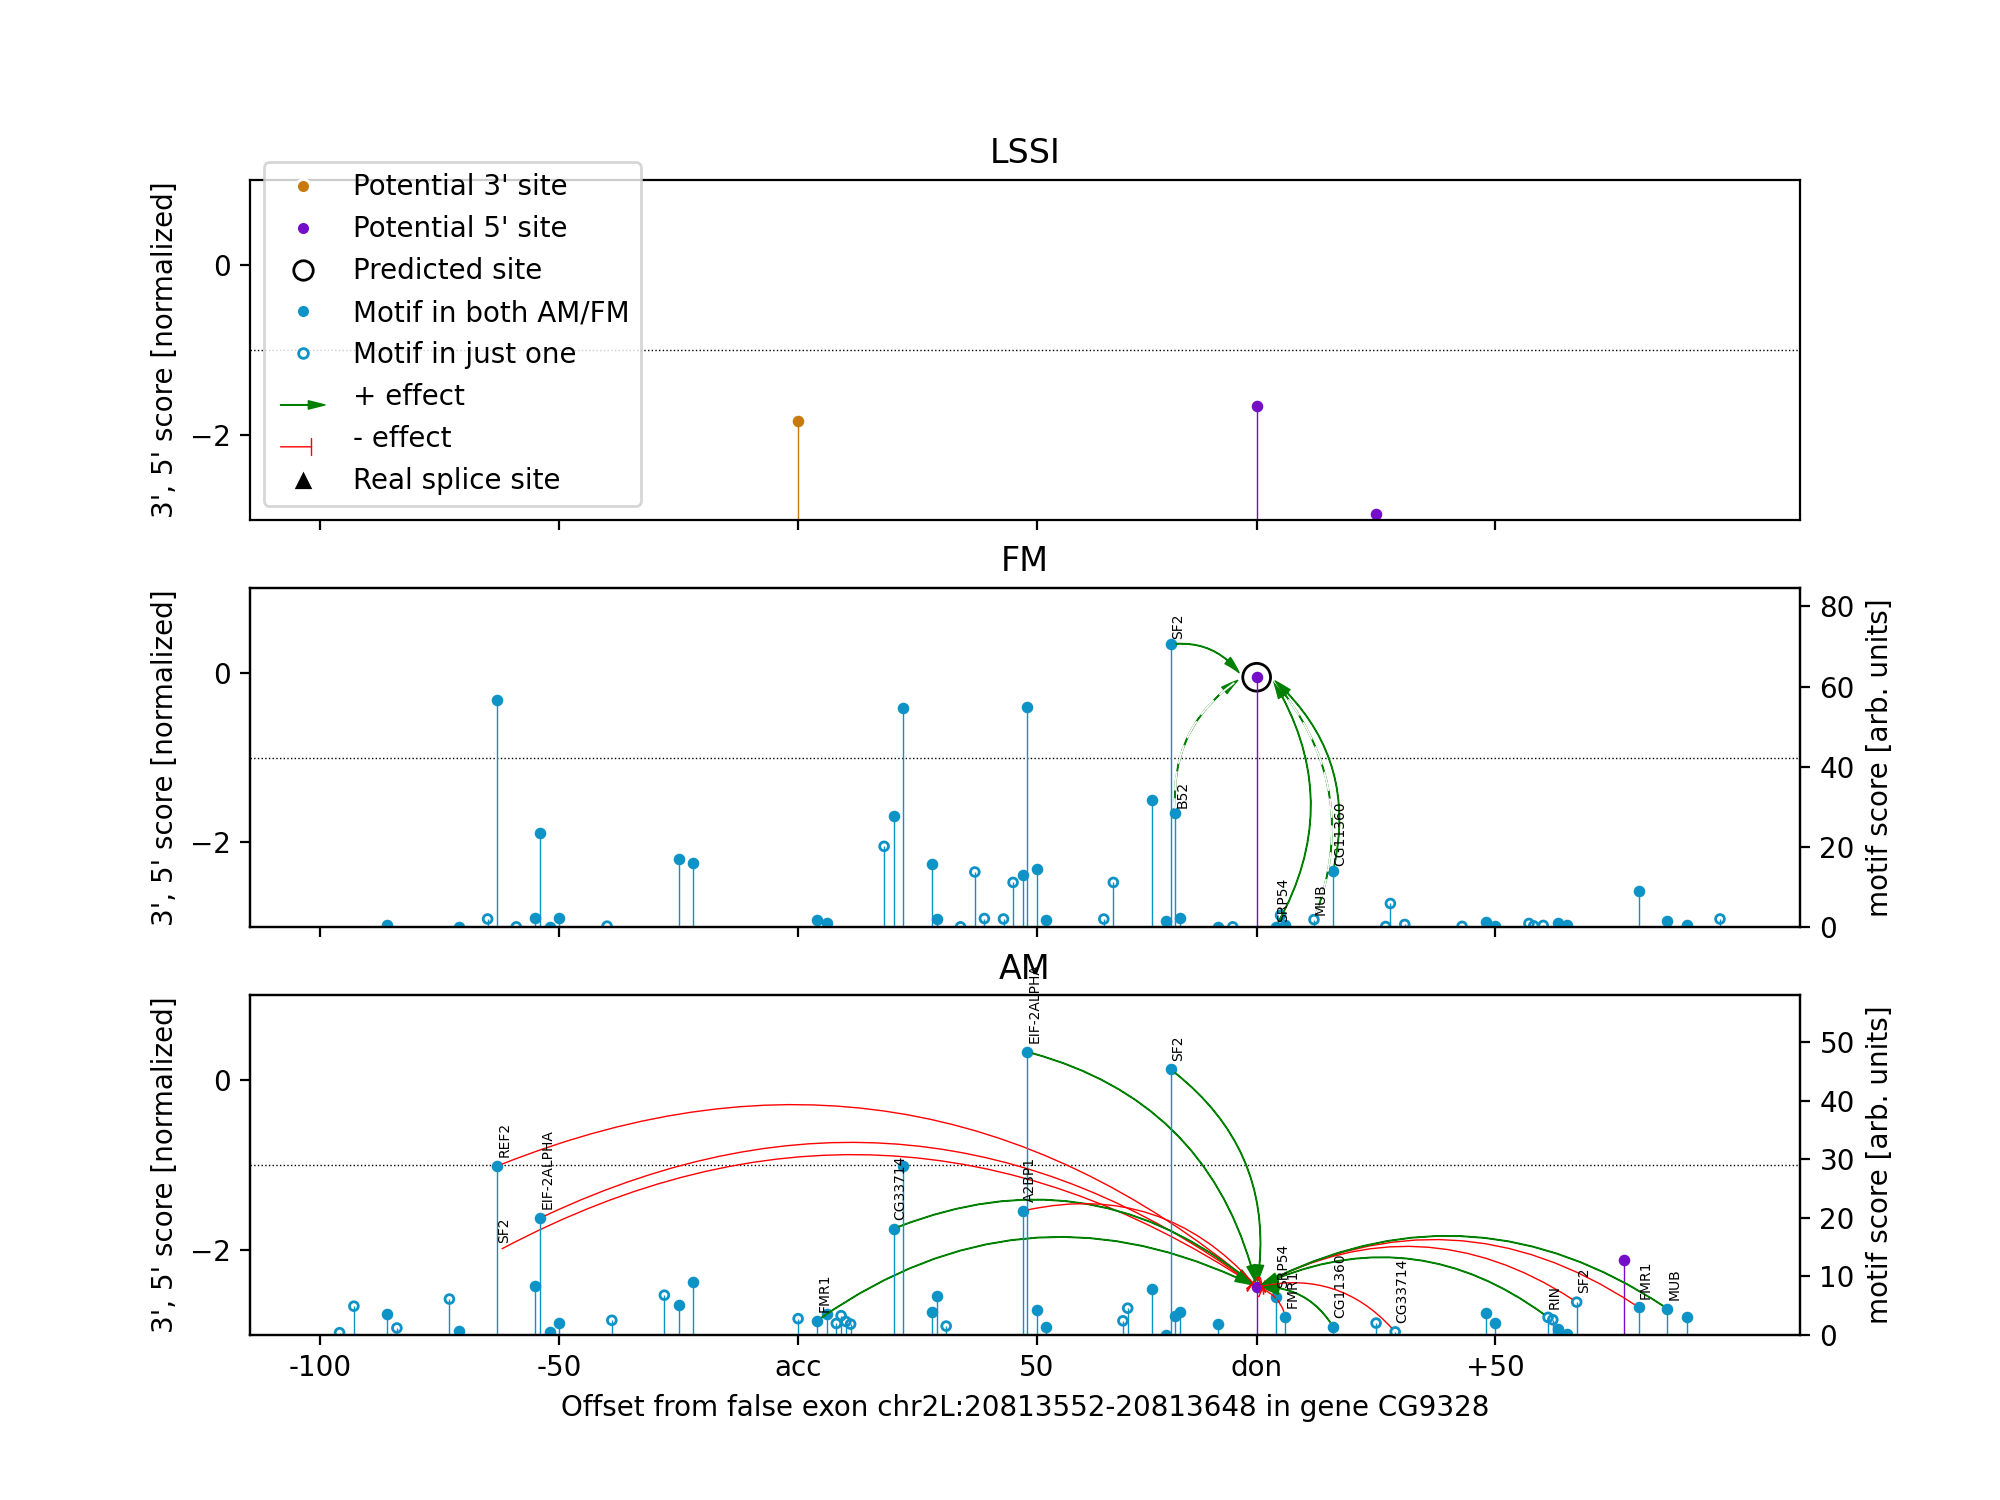 LSSI
3', 5' score [normalized]
0
−2
Potential 3' site
Potential 5' site
Predicted site
Motif in both AM/FM
Motif in just one
+ effect
- effect
Real splice site
FM
3', 5' score [normalized]
0
−2
SF2
B52
SRP54
MUB
CG11360
80
60
40
20
0
motif score [arb. units]
AM
3', 5' score [normalized]
0
−2
REF2
SF2
EIF-2ALPHA
FMR1
CG33714
A2BP1
EIF-2ALPHA
SF2
SRP54
FMR1
CG11360
CG33714
RIN
SF2
FMR1
MUB
50
40
30
20
10
0
motif score [arb. units]
-100
-50
acc
50
don
+50
Offset from false exon chr2L:20813552-20813648 in gene CG9328